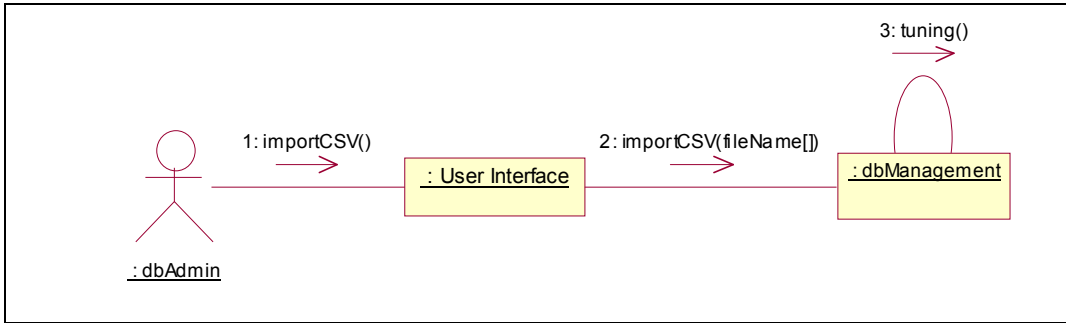 3: tuning()
1: importCSV()
2: importCSV(fileName[])
: User Interface
: dbManagement
: dbAdmin